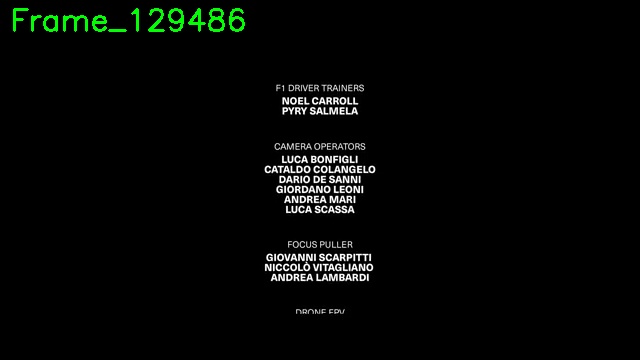 Frame_129486
F1 DRIVER TRAINERS
NOEL CARROLL
PYRY SALMELA
CAMERA OPERATORS
LUCA BONFIGLI
CATALDO COLANGELO
DARIO DE SANNI
GIORDANO LEONI
ANDREA MARI
LUCA SCASSA
FOCUS PULLER
GIOVANNI SCARPITTI
NICCOLÒ VITAGLIANO
ANDREA LAMBARDI
DRONE FPV